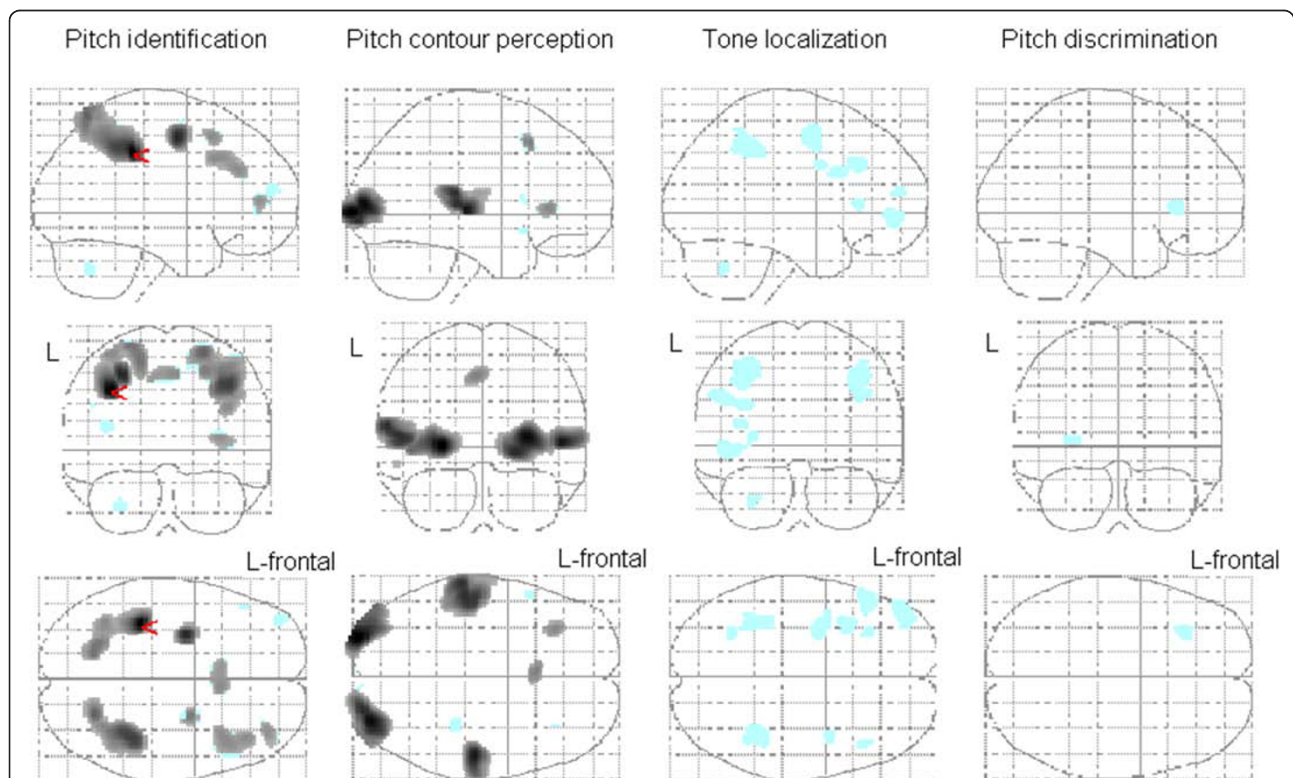 Pitch identification Pitch contour perception Tone localization Pitch discrimination
L L L L
L-frontal L-frontal L-frontal L-frontal